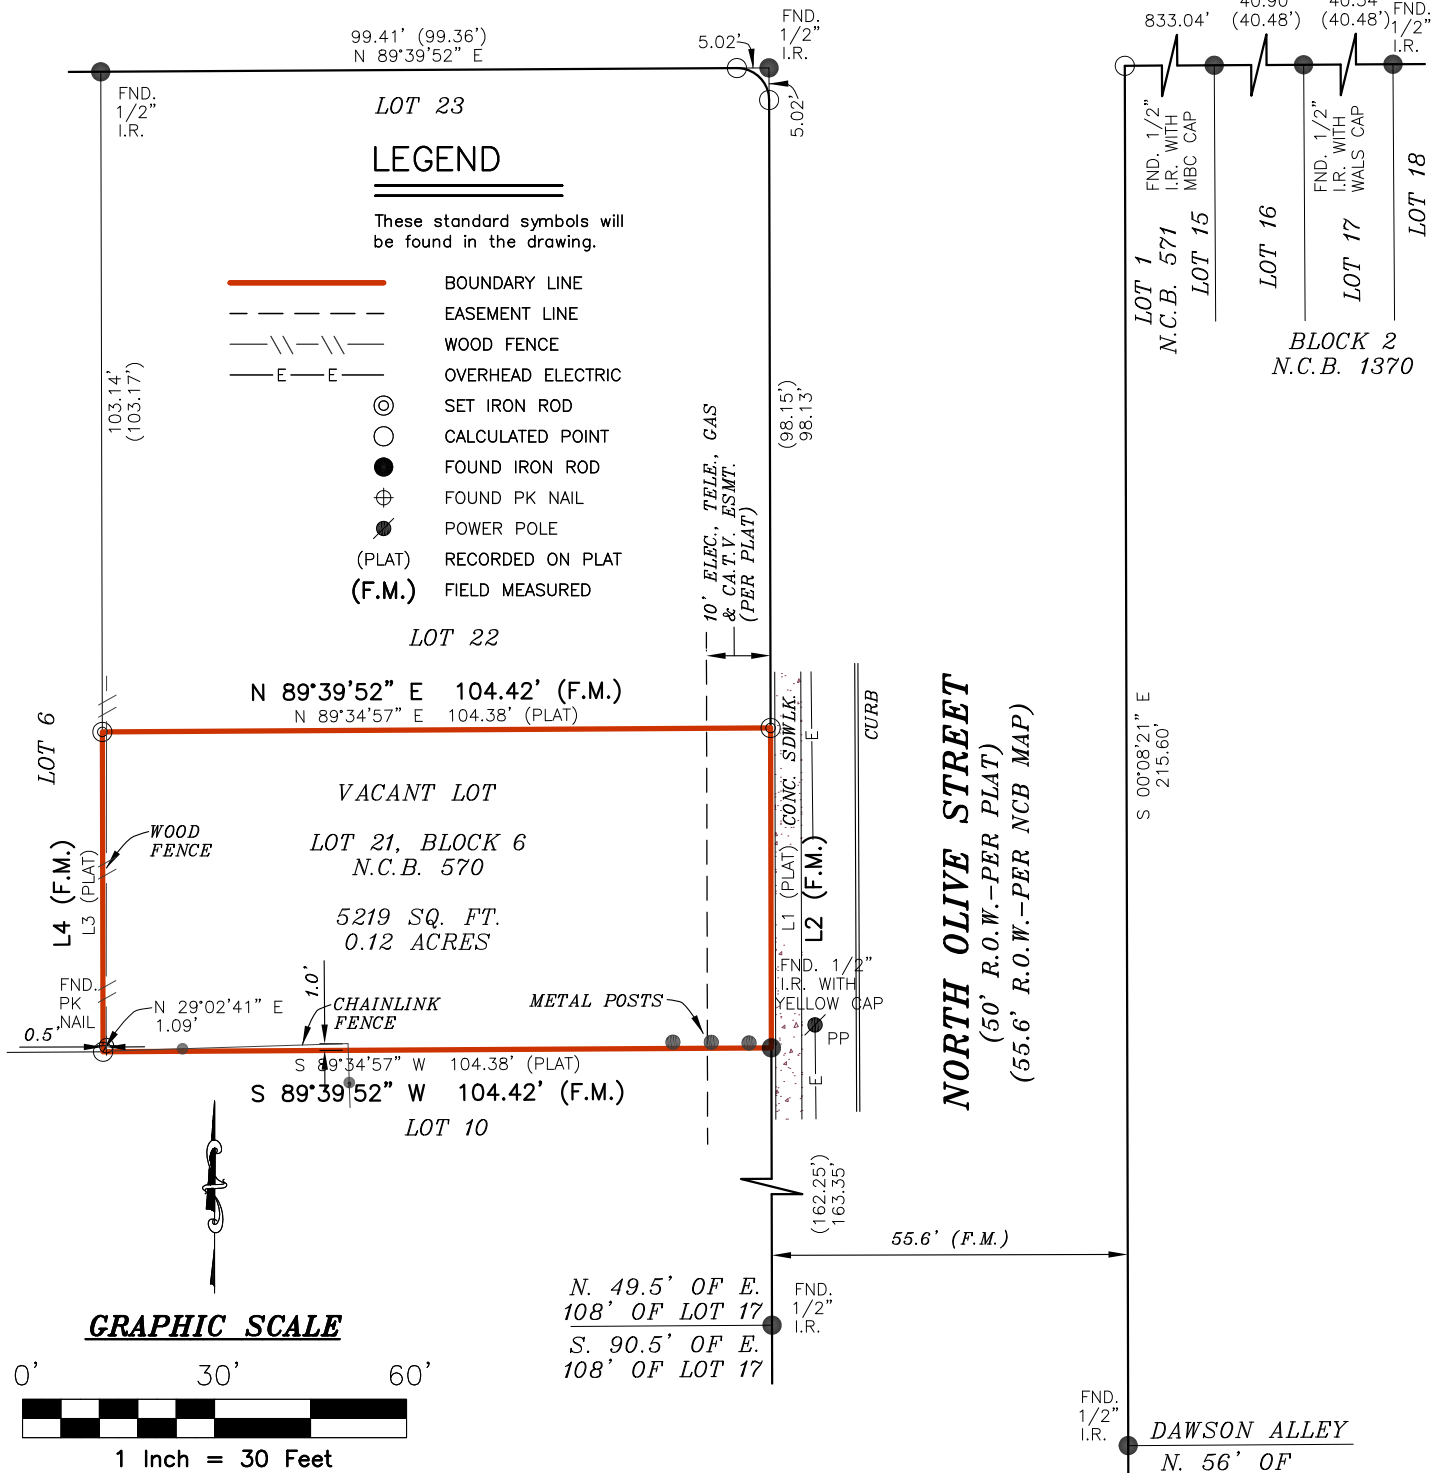 99.41' (99.36')
N 89°39'52" E
5.02'
FND.
1/2"
I.R.
5.02'
FND.
1/2"
I.R.
LOT 23
LEGEND
These standard symbols will
be found in the drawing.
BOUNDARY LINE
EASEMENT LINE
WOOD FENCE
E E OVERHEAD ELECTRIC
SET IRON ROD
CALCULATED POINT
FOUND IRON ROD
FOUND PK NAIL
POWER POLE
(PLAT) RECORDED ON PLAT
(F.M.) FIELD MEASURED
103.14'
(103.17')
(98.15')
98.13'
10' ELEC., TELE., GAS
& CA.T.V. ESMT.
(PER PLAT)
LOT 22
N 89°39'52" E 104.42' (F.M.)
N 89°34'57" E 104.38' (PLAT)
LOT 6
VACANT LOT
LOT 21, BLOCK 6
N.C.B. 570
5219 SQ. FT.
0.12 ACRES
WOOD
FENCE
L4 (F.M.)
L3 (PLAT)
FND.
PK
NAIL
0.5'
N 29°02'41" E
1.09'
1.0'
CHAINLINK
FENCE
METAL POSTS
S 89°34'57" W 104.38' (PLAT)
S 89°39'52" W 104.42' (F.M.)
LOT 10
CONC. SDWLK.
L1 (PLAT)
L2 (F.M.)
E
E
CURB
FND. 1/2"
I.R. WITH
YELLOW CAP
PP
NORTH OLIVE STREET
(50' R.O.W.-PER PLAT)
(55.6' R.O.W.-PER NCB MAP)
(162.25')
163.35'
55.6' (F.M.)
N. 49.5' OF E.
108' OF LOT 17
S. 90.5' OF E.
108' OF LOT 17
FND.
1/2"
I.R.
833.04'
(40.48')
(40.48')
FND.
1/2"
I.R.
FND. 1/2"
I.R. WITH
MBC CAP
FND. 1/2"
I.R. WITH
WALS CAP
LOT 1
N.C.B. 571
LOT 15
LOT 16
LOT 17
LOT 18
BLOCK 2
N.C.B. 1370
S 00°08'21" E
215.60'
FND.
1/2"
I.R.
DAWSON ALLEY
N. 56' OF
GRAPHIC SCALE
0' 30' 60'
1 Inch = 30 Feet